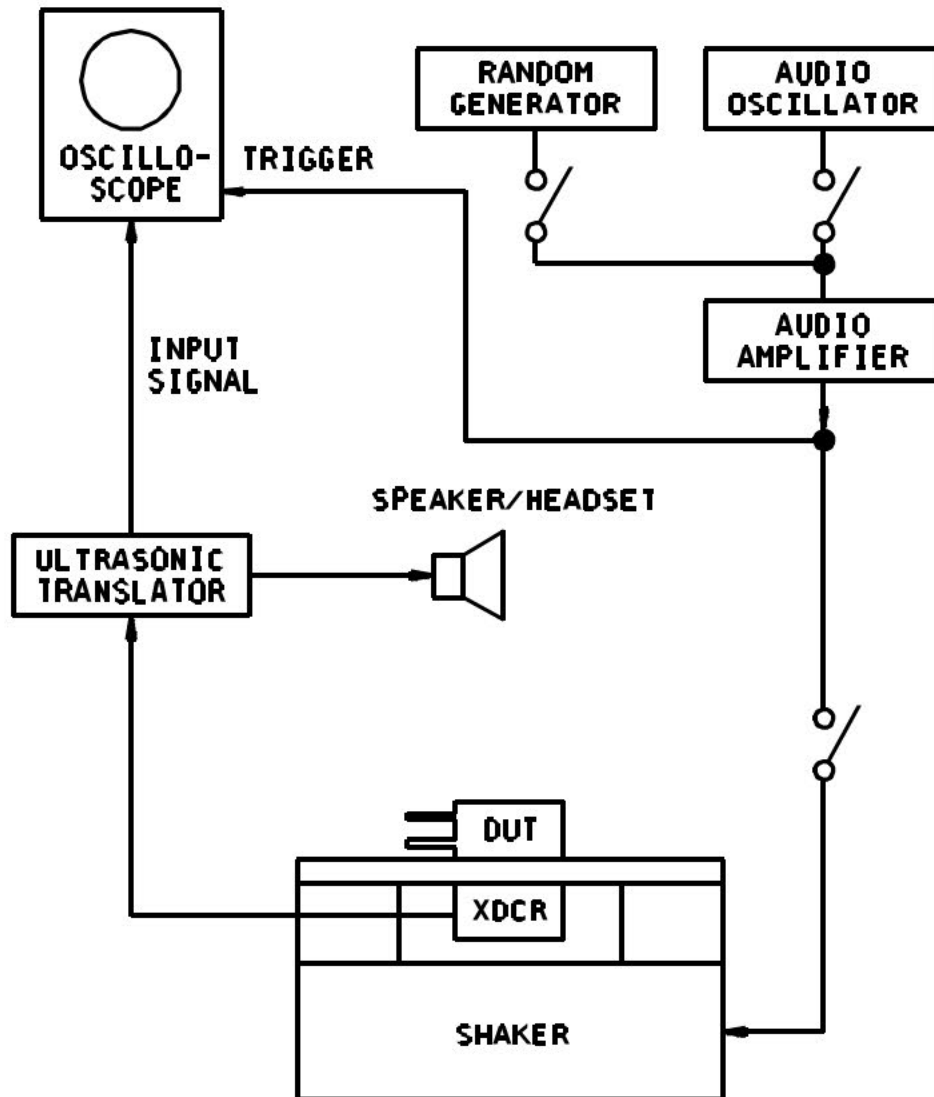 OSCILLO-
SCOPE
TRIGGER
RANDOM
GENERATOR
AUDIO
OSCILLATOR
AUDIO
AMPLIFIER
INPUT
SIGNAL
SPEAKER/HEADSET
ULTRASONIC
TRANSLATOR
DUT
XDCR
SHAKER